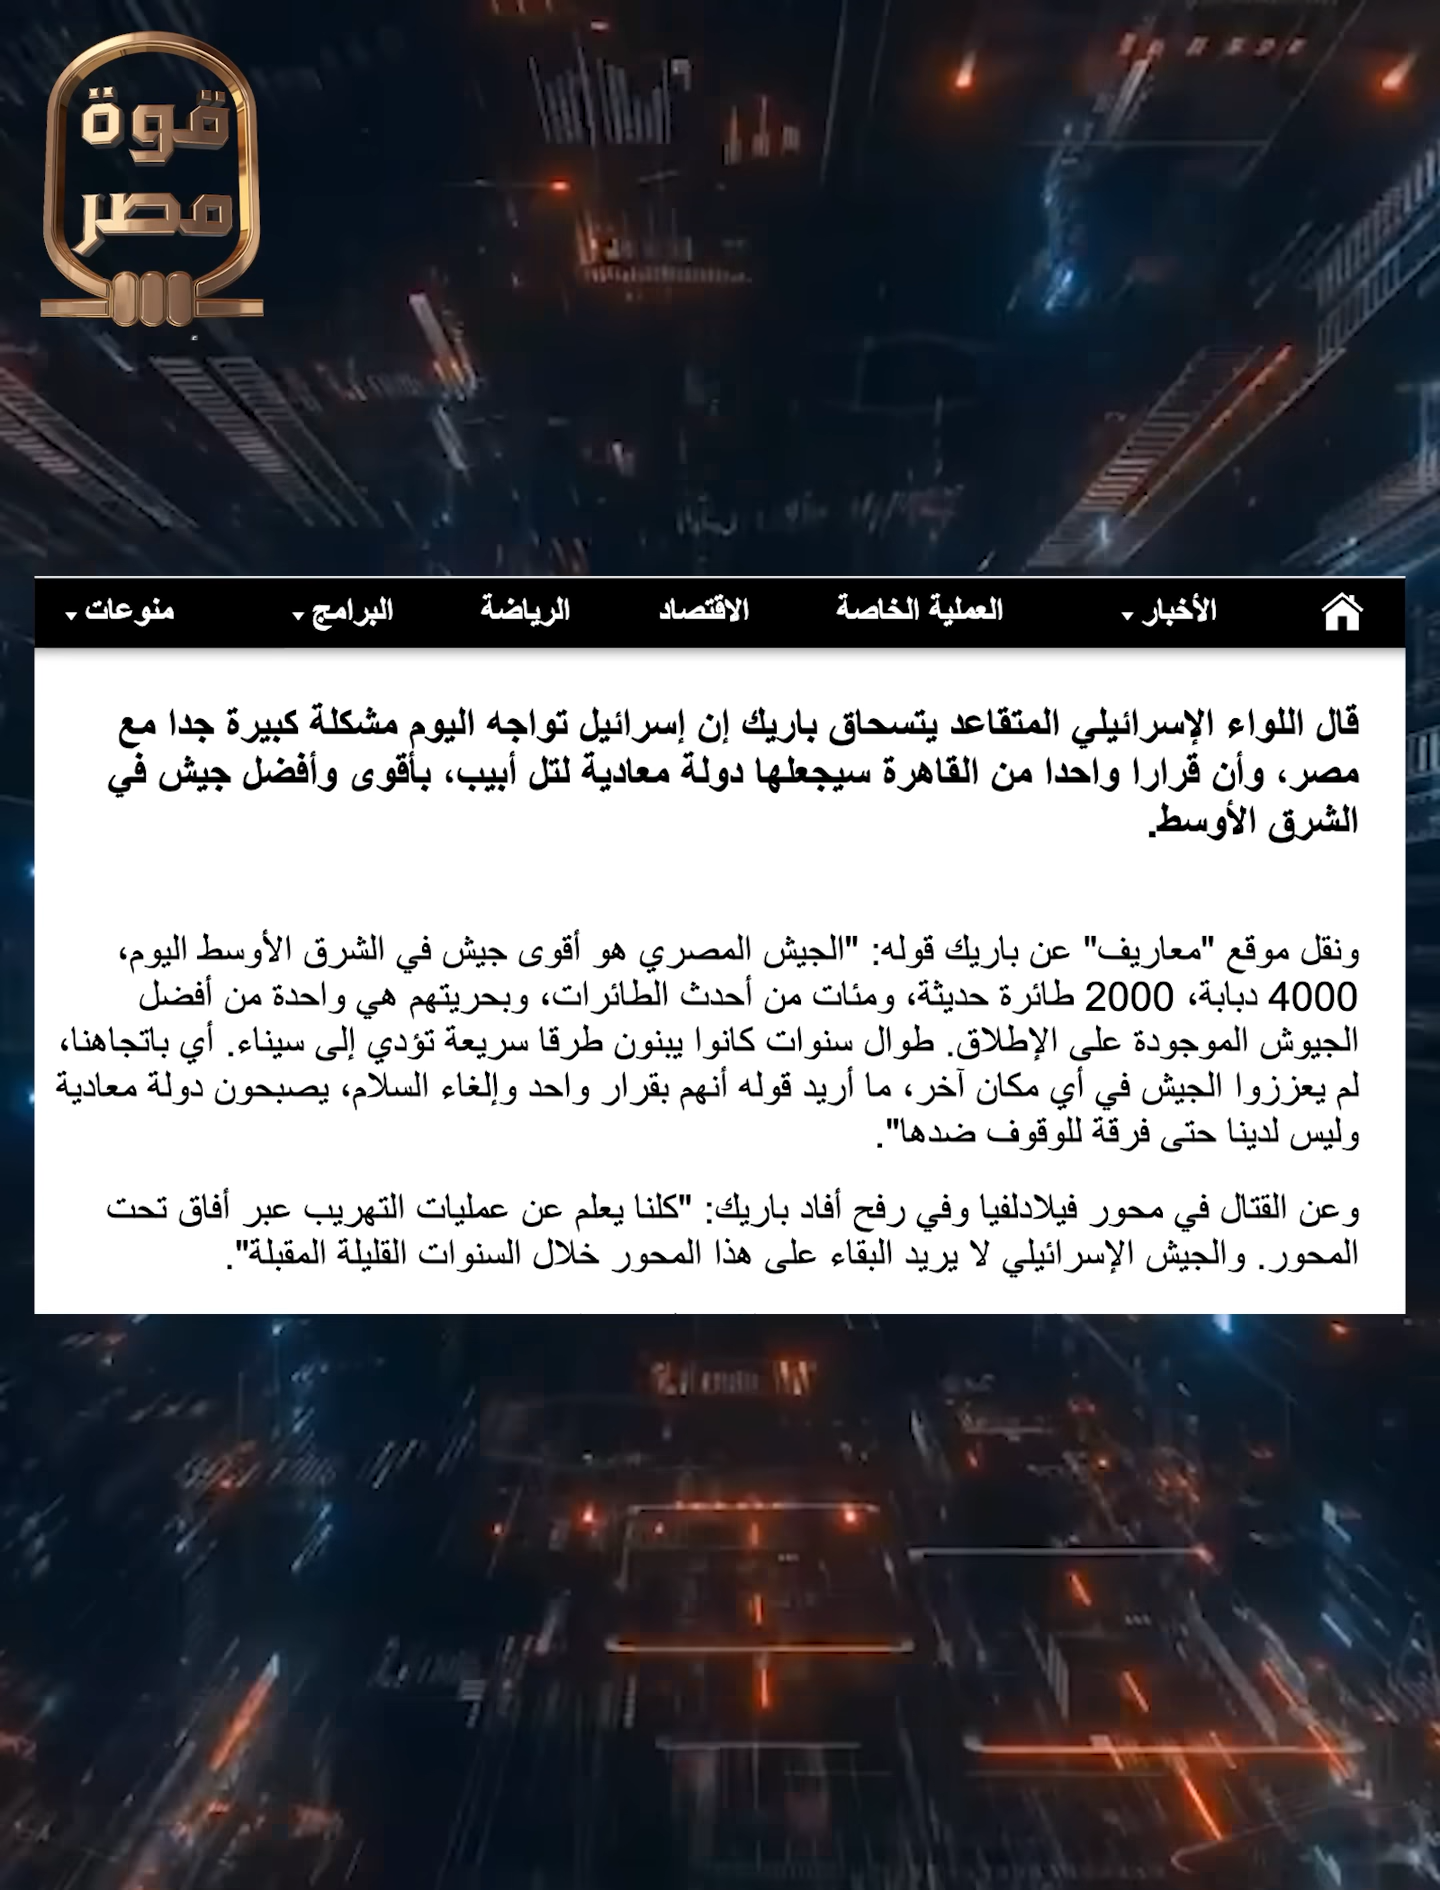 قوة
مصر
الأخبار
العملية الخاصة
الاقتصاد
الرياضة
البرامج
منوعات
قال اللواء الإسرائيلي المتقاعد يتسحاق باريك إن إسرائيل تواجه اليوم مشكلة كبيرة جدا مع
مصر، وأن قرارا واحدا من القاهرة سيجعلها دولة معادية لتل أبيب، بأقوى وأفضل جيش في
الشرق الأوسط.
ونقل موقع "معاريف" عن باريك قوله: "الجيش المصري هو أقوى جيش في الشرق الأوسط اليوم،
4000 دبابة، 2000 طائرة حديثة، ومئات من أحدث الطائرات، وبحريتهم هي واحدة من أفضل
الجيوش الموجودة على الإطلاق. طوال سنوات كانوا يبنون طرقا سريعة تؤدي إلى سيناء. أي باتجاهنا،
لم يعززوا الجيش في أي مكان آخر، ما أريد قوله أنهم بقرار واحد وإلغاء السلام، يصبحون دولة معادية
وليس لدينا حتى فرقة للوقوف ضدها".
وعن القتال في محور فيلادلفيا وفي رفح أفاد باريك: "كلنا يعلم عن عمليات التهريب عبر أفاق تحت
المحور. والجيش الإسرائيلي لا يريد البقاء على هذا المحور خلال السنوات القليلة المقبلة".